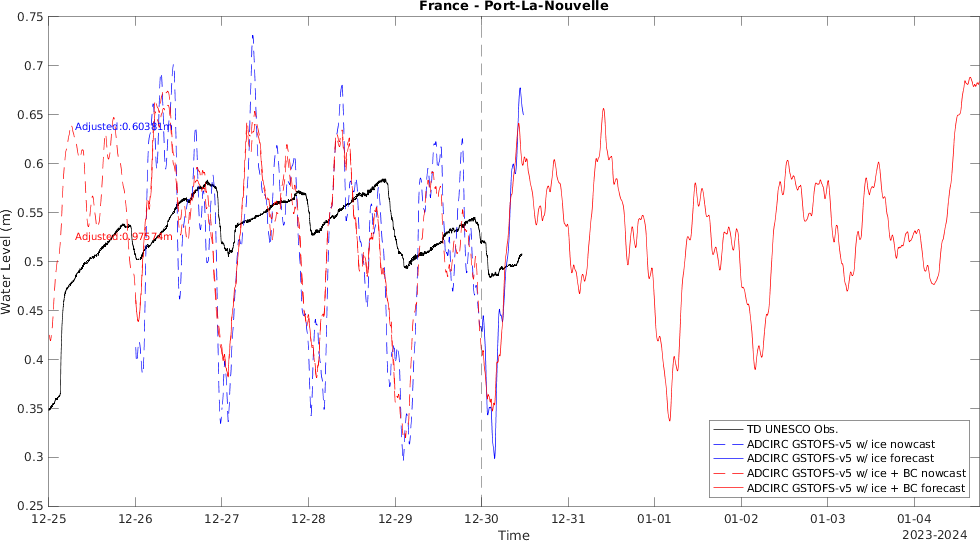 France - Port-La-Nouvelle
Water Level (m)
0.75
0.7
0.65
0.6
0.55
0.5
0.45
0.4
0.35
0.3
0.25
Adjusted:0.60381m
Adjusted:0.97574m
TD UNESCO Obs.
ADCIRC GSTOFS-v5 w/ ice nowcast
ADCIRC GSTOFS-v5 w/ ice forecast
ADCIRC GSTOFS-v5 w/ ice + BC nowcast
ADCIRC GSTOFS-v5 w/ ice + BC forecast
12-25 12-26 12-27 12-28 12-29 12-30 12-31 01-01 01-02 01-03 01-04
Time
2023-2024